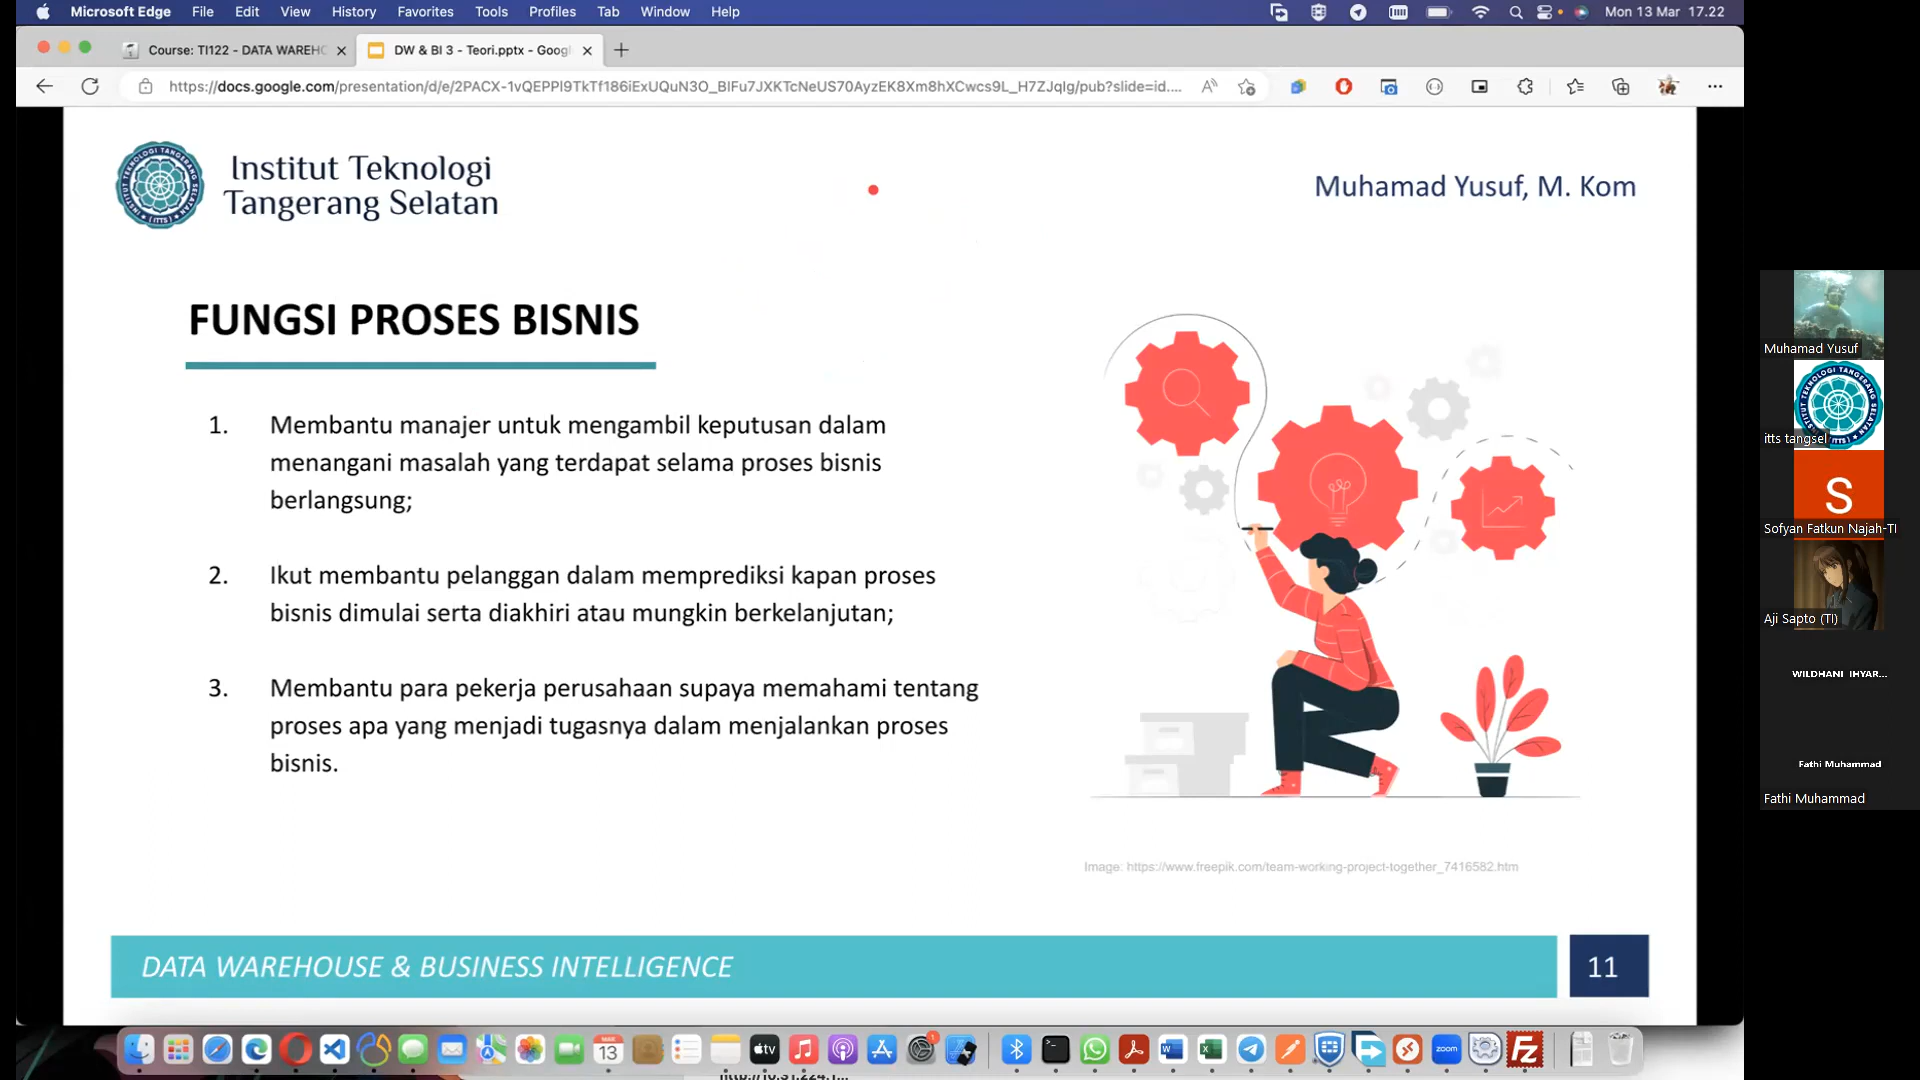 Microsoft Edge File Edit View History Favorites Tools Profiles Tab Window Help Mon 13 Mar 17.22
Course: TI122 - DATA WAREHO
DW & BI 3 - Teori.pptx - Goog
https://docs.google.com/presentation/d/e/2PACX-1vQEPPl9TkTf186iExUQuN3O_BIFu7JXKTcNeUS70AyzEK8Xm8hXCwcs9L_H7ZJqIg/pub?slide=id....
Institut Teknologi
Tangerang Selatan
Muhamad Yusuf, M. Kom
FUNGSI PROSES BISNIS
1. Membantu manajer untuk mengambil keputusan dalam
menangani masalah yang terdapat selama proses bisnis
berlangsung;
2. Ikut membantu pelanggan dalam memprediksi kapan proses
bisnis dimulai serta diakhiri atau mungkin berkelanjutan;
3. Membantu para pekerja perusahaan supaya memahami tentang
proses apa yang menjadi tugasnya dalam menjalankan proses
bisnis.
Image: https://www.freepik.com/team-working-project-together_7416582.htm
DATA WAREHOUSE & BUSINESS INTELLIGENCE
11
Muhamad Yusuf
itts tangsel
S
Sofyan Fatkun Najah-TI
Aji Sapto (TI)
WILDHANI IHYAR...
Fathi Muhammad
Fathi Muhammad
MAR
13
tv
zoom